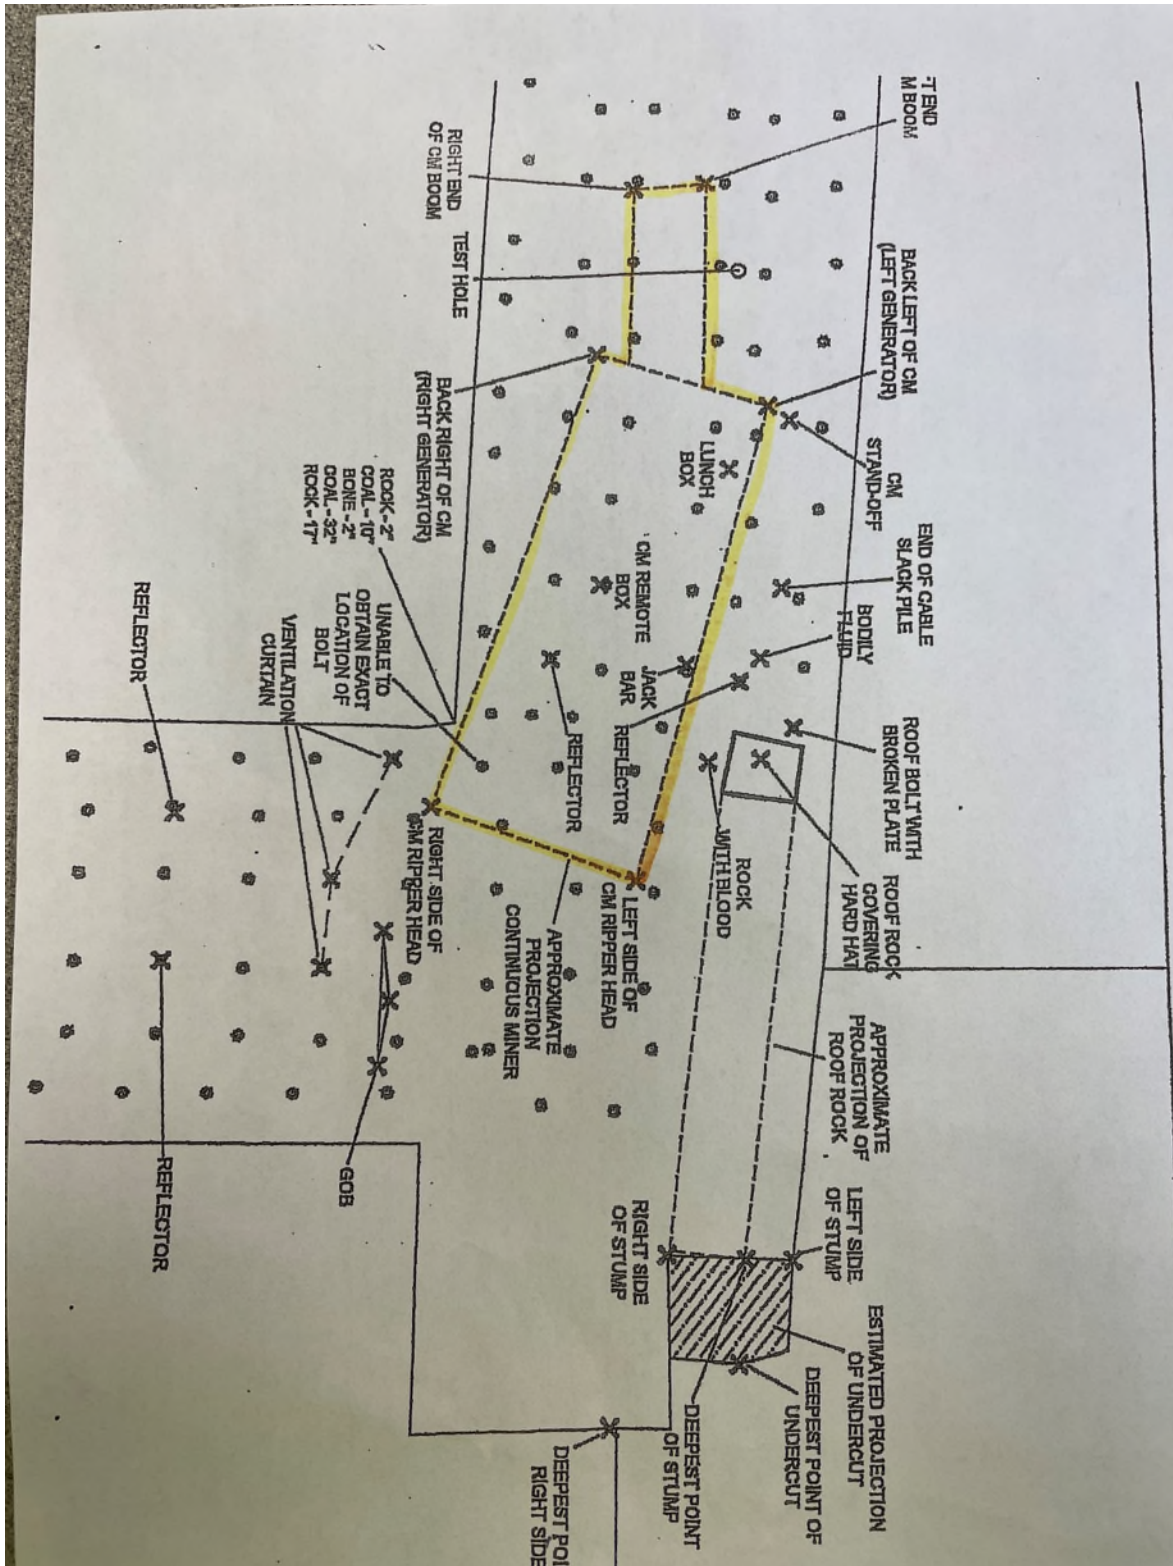 -T END
M BOOM
RIGHT END
OF CM BOOM
TEST HOLE
BACK LEFT OF CM
(LEFT GENERATOR)
CM
STAND-OFF
LUNCH
BOX
BACK RIGHT OF CM
(RIGHT GENERATOR)
END OF CABLE
SLACK PILE
BODILY
FLUID
CM REMOTE
BOX
JACK
BAR
REFLECTOR
REFLECTOR
ROCK-2"
COAL-10"
BONE-2"
COAL-32"
ROCK-17"
UNABLE TO
OBTAIN EXACT
LOCATION OF
BOLT
VENTILATION
CURTAIN
REFLECTOR
ROOF BOLT WITH
BROKEN PLATE
ROOF ROCK
COVERING
HARD HAT
ROCK
WITH BLOOD
LEFT SIDE OF
CM RIPPER HEAD
RIGHT SIDE OF
CM RIPPER HEAD
APPROXIMATE
PROJECTION
CONTINUOUS MINER
APPROXIMATE
PROJECTION OF
ROOF ROCK
GOB
REFLECTOR
LEFT SIDE
OF STUMP
RIGHT SIDE
OF STUMP
ESTIMATED PROJECTION
OF UNDERCUT
DEEPEST POINT OF
UNDERCUT
DEEPEST POINT
OF STUMP
DEEPEST POI
RIGHT SIDE